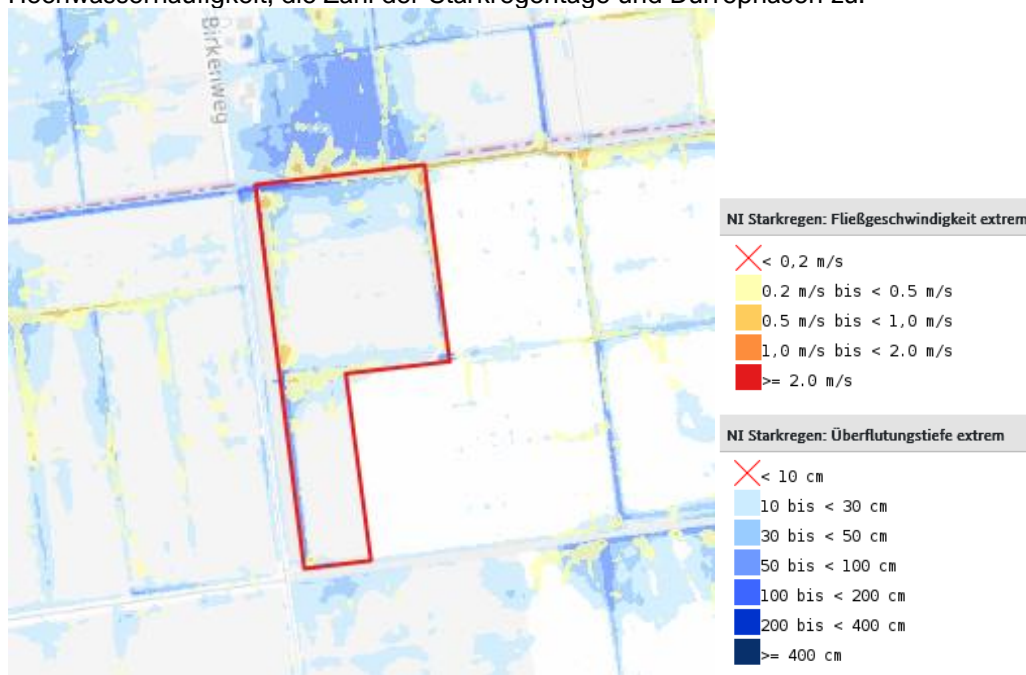 Hochwasserhäufigkeit, die Zahl der Starkregentage und Dürrephasen zu.
Birkenweg
NI Starkregen: Fließgeschwindigkeit extrem
< 0,2 m/s
0.2 m/s bis < 0.5 m/s
0.5 m/s bis < 1,0 m/s
1,0 m/s bis < 2.0 m/s
>= 2.0 m/s
NI Starkregen: Überflutungstiefe extrem
< 10 cm
10 bis < 30 cm
30 bis < 50 cm
50 bis < 100 cm
100 bis < 200 cm
200 bis < 400 cm
>= 400 cm